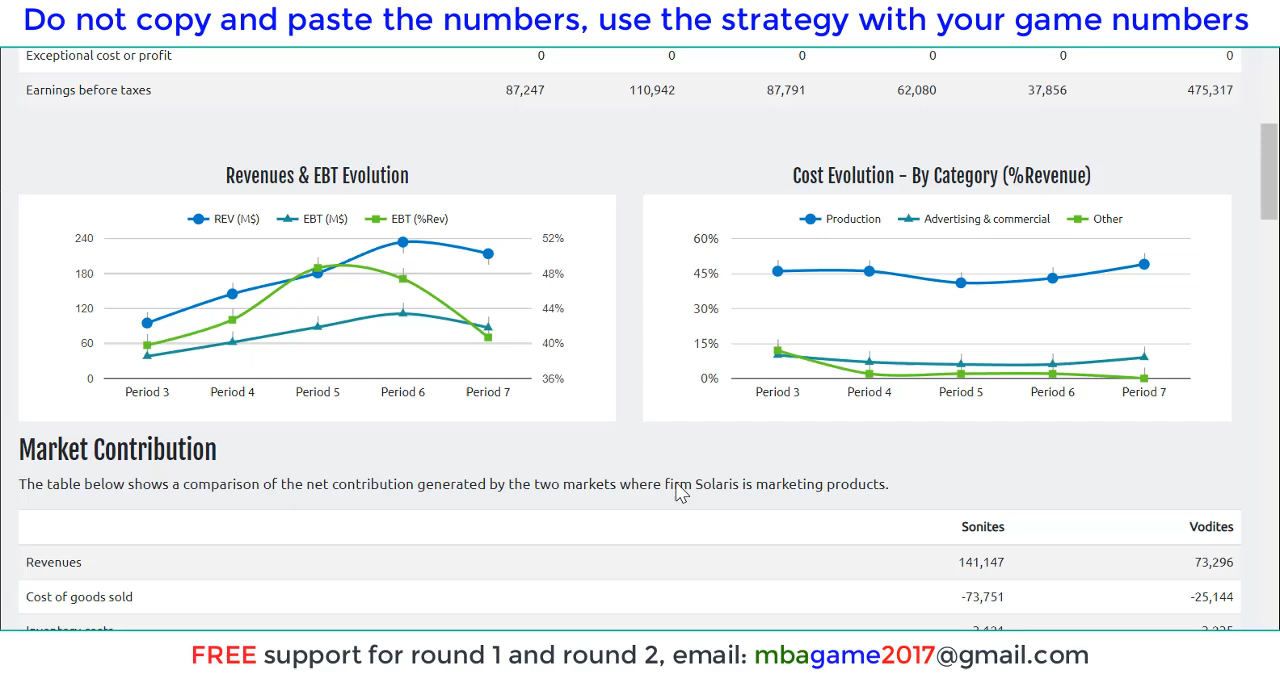 Do not copy and paste the numbers, use the strategy with your game numbers
Exceptional cost or profit 0 0 0 0 0 0
Earnings before taxes 87,247 110,942 87,791 62,080 37,856 475,317
Revenues & EBT Evolution
REV (M$) EBT (M$) EBT (%Rev)
240 52%
180 48%
120 44%
60 40%
0 36%
Period 3 Period 4 Period 5 Period 6 Period 7
Cost Evolution - By Category (%Revenue)
Production Advertising & commercial Other
60%
45%
30%
15%
0%
Period 3 Period 4 Period 5 Period 6 Period 7
Market Contribution
The table below shows a comparison of the net contribution generated by the two markets where firm Solaris is marketing products.
Sonites Vodites
Revenues 141,147 73,296
Cost of goods sold -73,751 -25,144
FREE support for round 1 and round 2, email: mbagame2017@gmail.com